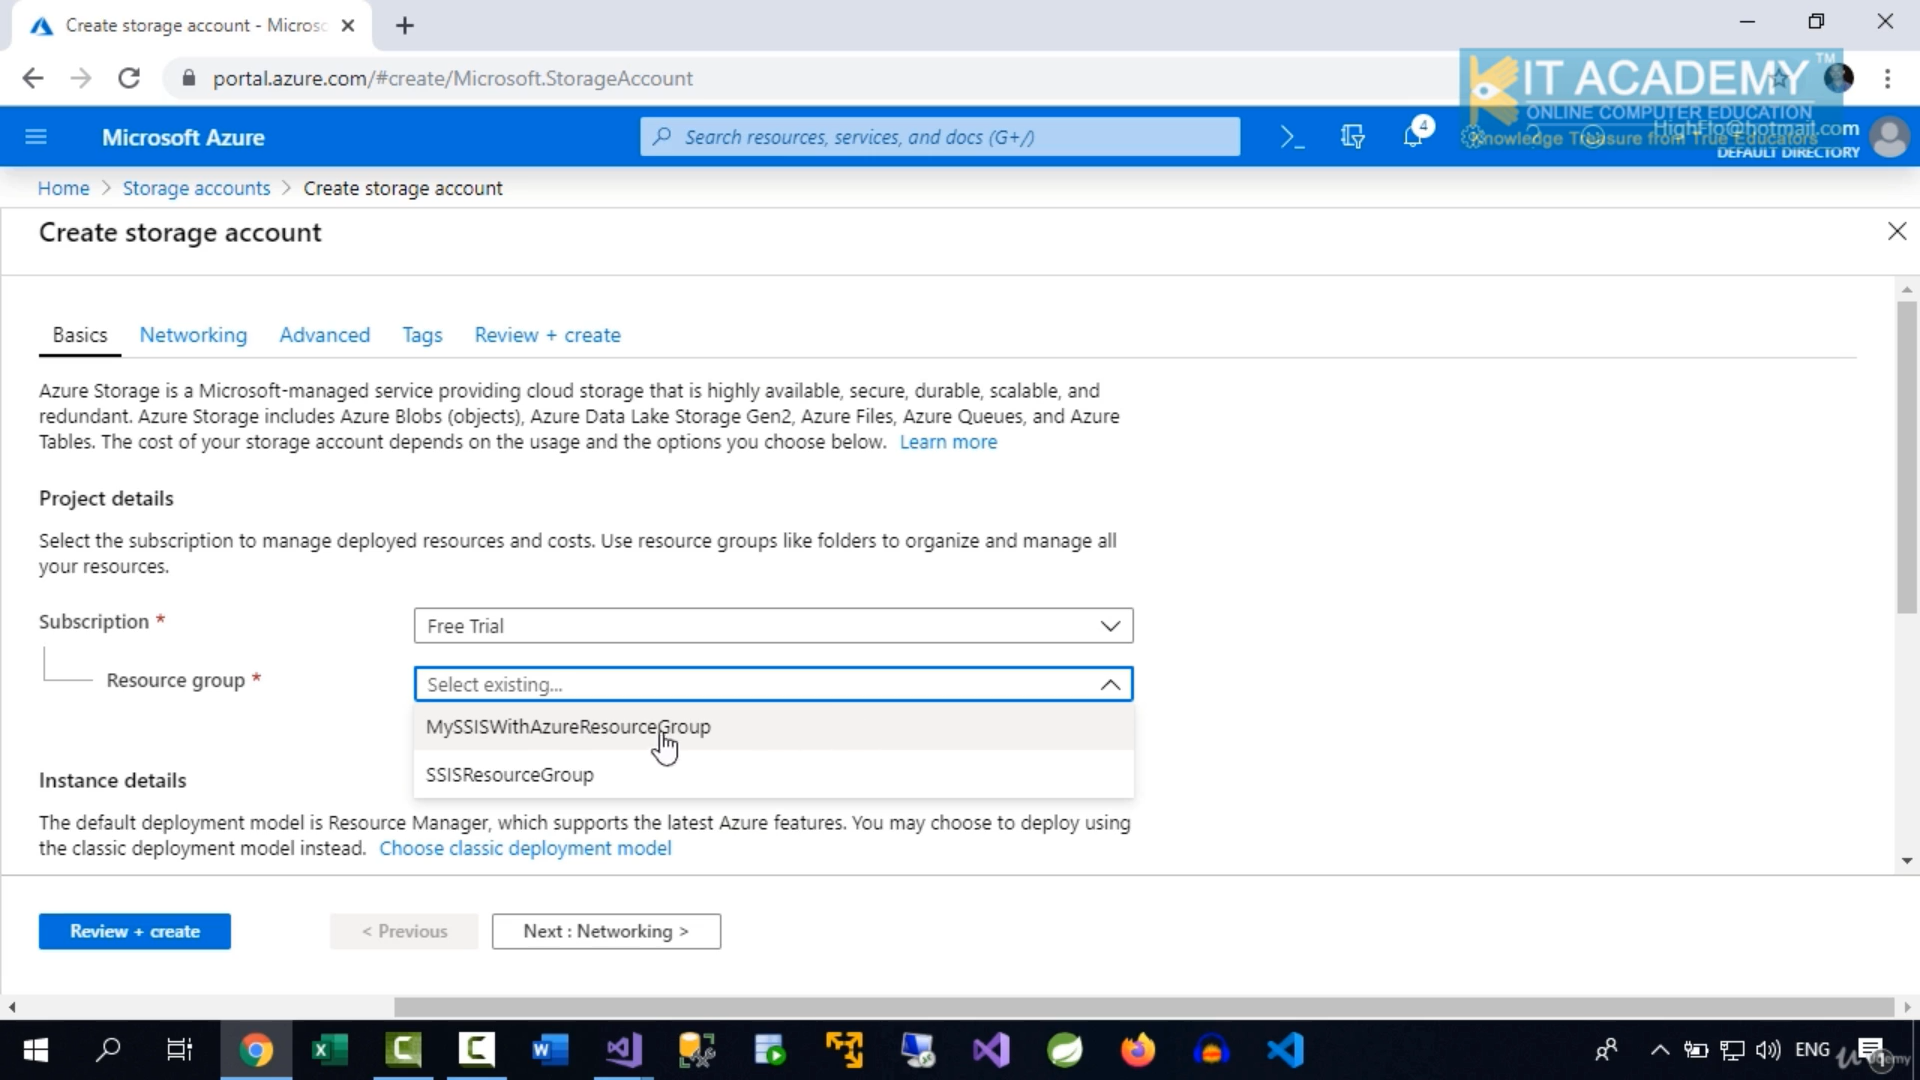 Create storage account - Microsc
portal.azure.com/#create/Microsoft.StorageAccount
IT ACADEMY TM
ONLINE COMPUTER EDUCATION
Knowledge Treasure from True Educators
Microsoft Azure
Search resources, services, and docs (G+/)
4
HighFlo@hotmail.com
DEFAULT DIRECTORY
Home > Storage accounts > Create storage account
Create storage account
Basics
Networking
Advanced
Tags
Review + create
Azure Storage is a Microsoft-managed service providing cloud storage that is highly available, secure, durable, scalable, and
redundant. Azure Storage includes Azure Blobs (objects), Azure Data Lake Storage Gen2, Azure Files, Azure Queues, and Azure
Tables. The cost of your storage account depends on the usage and the options you choose below. Learn more
Project details
Select the subscription to manage deployed resources and costs. Use resource groups like folders to organize and manage all
your resources.
Subscription *
Free Trial
Resource group *
Select existing...
MySSISWithAzureResourceGroup
SSISResourceGroup
Instance details
The default deployment model is Resource Manager, which supports the latest Azure features. You may choose to deploy using
the classic deployment model instead. Choose classic deployment model
Review + create
< Previous
Next : Networking >
ENG
Udemy